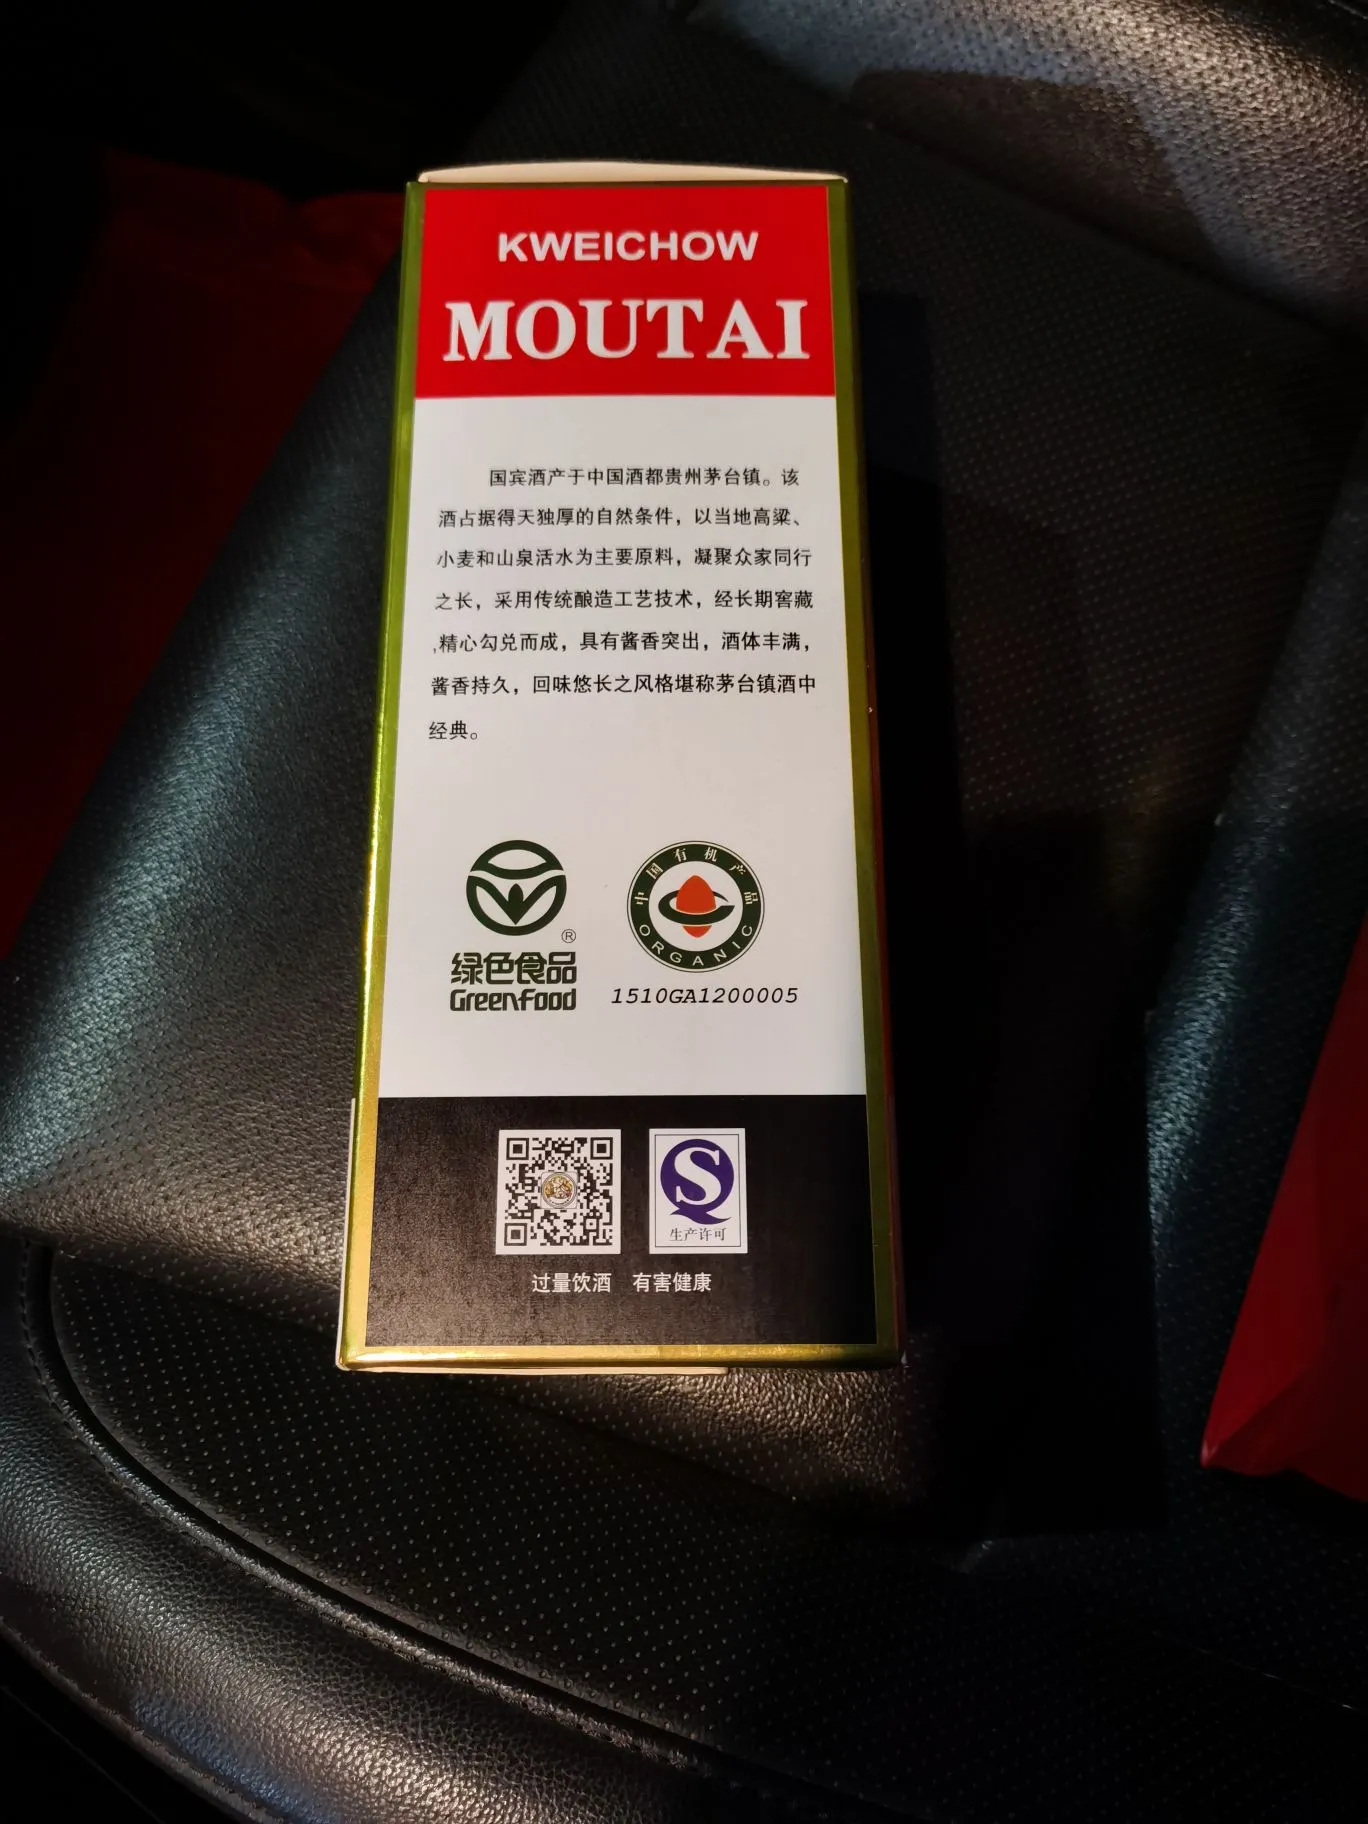 KWEICHOW
MOUTAI
国宾酒产于中国酒都贵州茅台镇。该
酒占据得天独厚的自然条件，以当地高粱、
小麦和山泉活水为主要原料，凝聚众家同行
之长，采用传统酿造工艺技术，经长期窖藏
,精心勾兑而成，具有酱香突出，酒体丰满，
酱香持久，回味悠长之风格堪称茅台镇酒中
经典。
中国有机产品
ORGANIC
®
绿色食品
GreenFood
1510GA1200005
S
生产许可
过量饮酒 有害健康